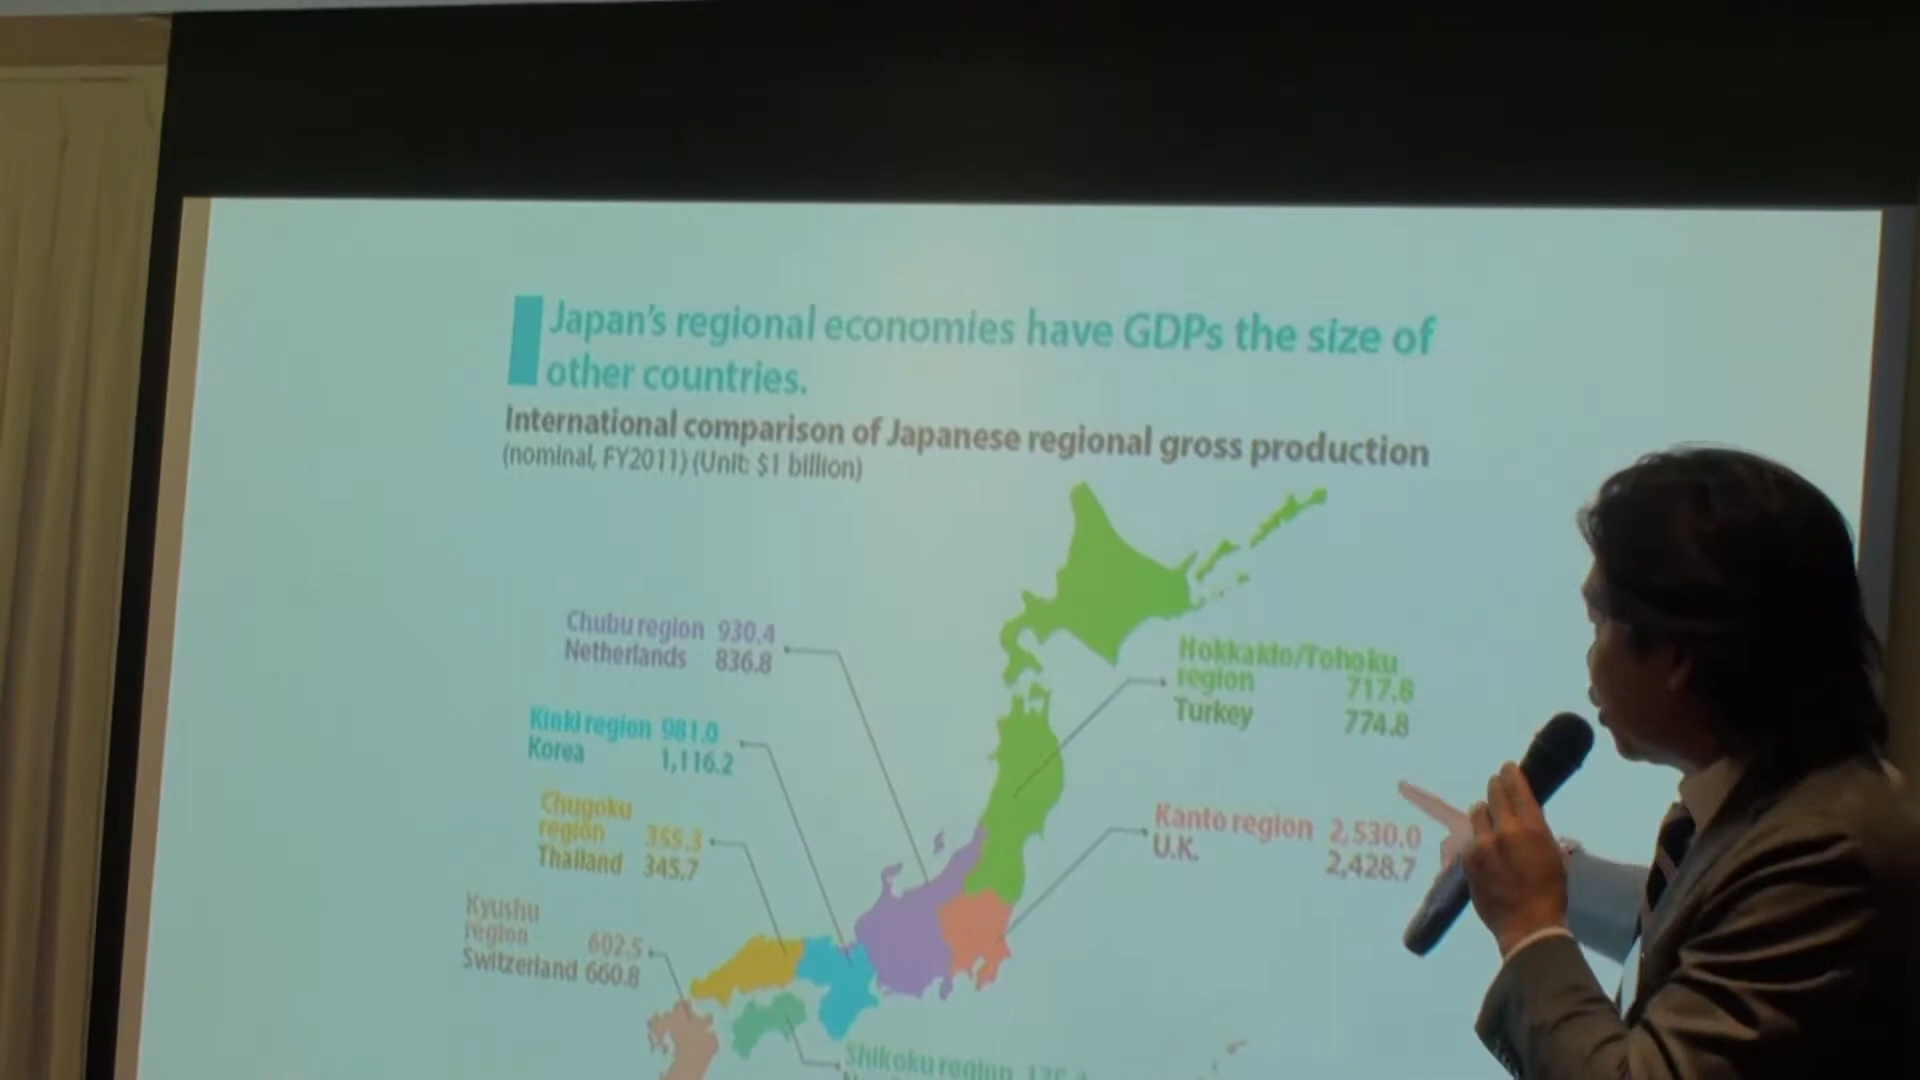 Japan's regional economies have GDPs the size of
other countries.
International comparison of Japanese regional gross production
(nominal, FY2011) (Unit: $1 billion)
Chubu region 930.4
Netherlands 836.8
Hokkaido/Tohoku
region 717.8
Turkey 774.8
Kinki region 981.0
Korea 1,116.2
Chugoku
region 355.3
Thailand 345.7
Kanto region 2,530.0
U.K. 2,428.7
Kyushu
region 602.5
Switzerland 660.8
Shikoku region